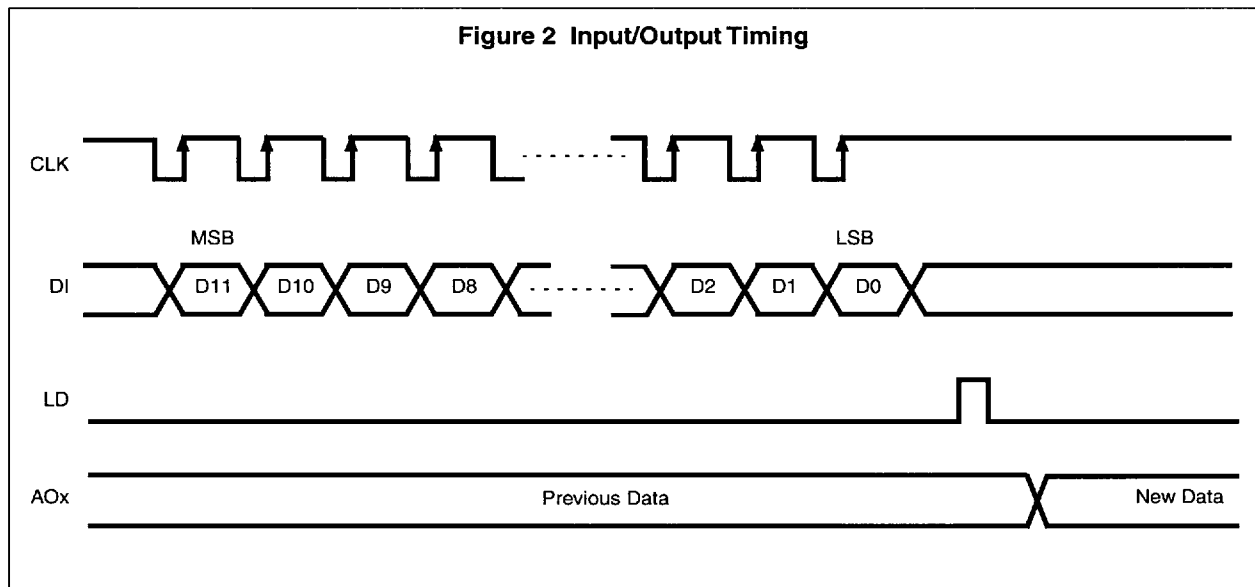 Figure 2 Input/Output Timing
CLK
MSB LSB
DI D11 D10 D9 D8 D2 D1 D0
LD
AOx Previous Data New Data